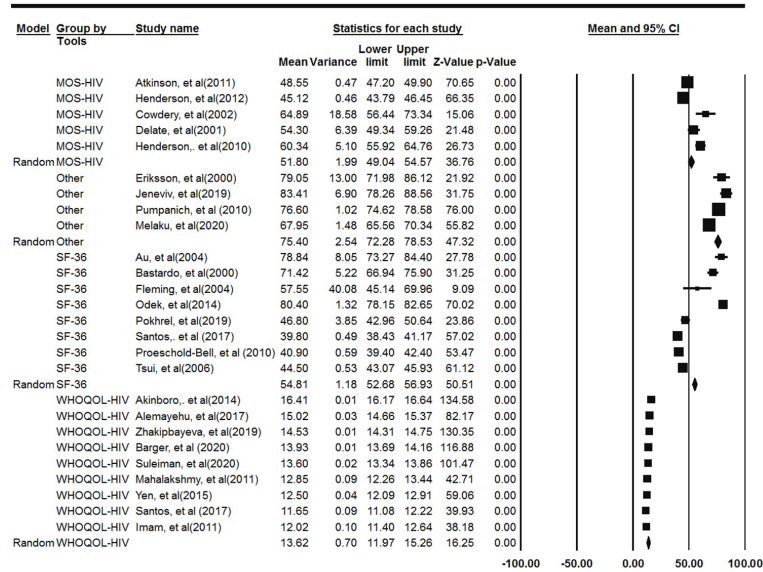 Model Group by Tools Study name Statistics for each study Mean and 95% CI
Mean Variance Lower limit Upper limit Z-Value p-Value
MOS-HIV Atkinson, et al(2011) 48.55 0.47 47.20 49.90 70.65 0.00
MOS-HIV Henderson, et al(2012) 45.12 0.46 43.79 46.45 66.35 0.00
MOS-HIV Cowdery, et al (2002) 64.89 18.58 56.44 73.34 15.06 0.00
MOS-HIV Delate, et al (2001) 54.30 6.39 49.34 59.26 21.48 0.00
MOS-HIV Henderson,. et al(2010) 60.34 5.10 55.92 64.76 26.73 0.00
Random MOS-HIV 51.80 1.99 49.04 54.57 36.76 0.00
Other Eriksson, et al(2000) 79.05 13.00 71.98 86.12 21.92 0.00
Other Jeneviv, et al(2019) 83.41 6.90 78.26 88.56 31.75 0.00
Other Pumpanich, et al (2010) 76.60 1.02 74.62 78.58 76.00 0.00
Other Melaku, et al(2020) 67.95 1.48 65.56 70.34 55.82 0.00
Random Other 75.40 2.54 72.28 78.53 47.32 0.00
SF-36 Au, et al(2004) 78.84 8.05 73.27 84.40 27.78 0.00
SF-36 Bastardo, et al(2000) 71.42 5.22 66.94 75.90 31.25 0.00
SF-36 Fleming, et al(2004) 57.55 40.08 45.14 69.96 9.09 0.00
SF-36 Odek, et al(2014) 80.40 1.32 78.15 82.65 70.02 0.00
SF-36 Pokhrel, et al(2019) 46.80 3.85 42.96 50.64 23.86 0.00
SF-36 Santos,. et al (2017) 39.80 0.49 38.43 41.17 57.02 0.00
SF-36 Proeschold-Bell, et al (2010) 40.90 0.59 39.40 42.40 53.47 0.00
SF-36 Tsui, et al(2006) 44.50 0.53 43.07 45.93 61.12 0.00
Random SF-36 54.81 1.18 52.68 56.93 50.51 0.00
WHOQOL-HIV Akinboro,. et al(2014) 16.41 0.01 16.17 16.64 134.58 0.00
WHOQOL-HIV Alemayehu, et al(2017) 15.02 0.03 14.66 15.37 82.17 0.00
WHOQOL-HIV Zhakipbayeva, et al(2019) 14.53 0.01 14.31 14.75 130.35 0.00
WHOQOL-HIV Barger, et al (2020) 13.93 0.01 13.69 14.16 116.88 0.00
WHOQOL-HIV Suleiman, et al(2020) 13.60 0.02 13.34 13.86 101.47 0.00
WHOQOL-HIV Mahalakshmy, et al(2011) 12.85 0.09 12.26 13.44 42.71 0.00
WHOQOL-HIV Yen, et al(2015) 12.50 0.04 12.09 12.91 59.06 0.00
WHOQOL-HIV Santos, et al (2017) 11.65 0.09 11.08 12.22 39.93 0.00
WHOQOL-HIV Imam, et al(2011) 12.02 0.10 11.40 12.64 38.18 0.00
Random WHOQOL-HIV 13.62 0.70 11.97 15.26 16.25 0.00
-100.00 -50.00 0.00 50.00 100.00